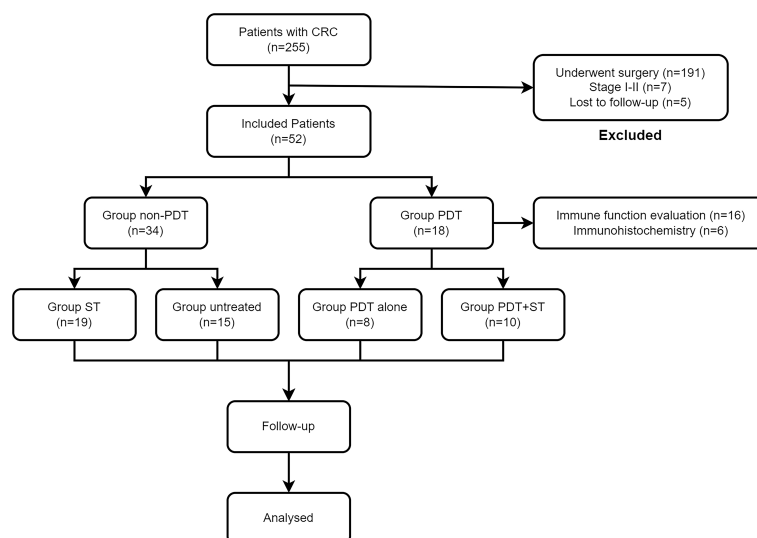 Patients with CRC
(n=255)
Underwent surgery (n=191)
Stage I-II (n=7)
Lost to follow-up (n=5)
Excluded
Included Patients
(n=52)
Group non-PDT
(n=34)
Group PDT
(n=18)
Immune function evaluation (n=16)
Immunohistochemistry (n=6)
Group ST
(n=19)
Group untreated
(n=15)
Group PDT alone
(n=8)
Group PDT+ST
(n=10)
Follow-up
Analysed